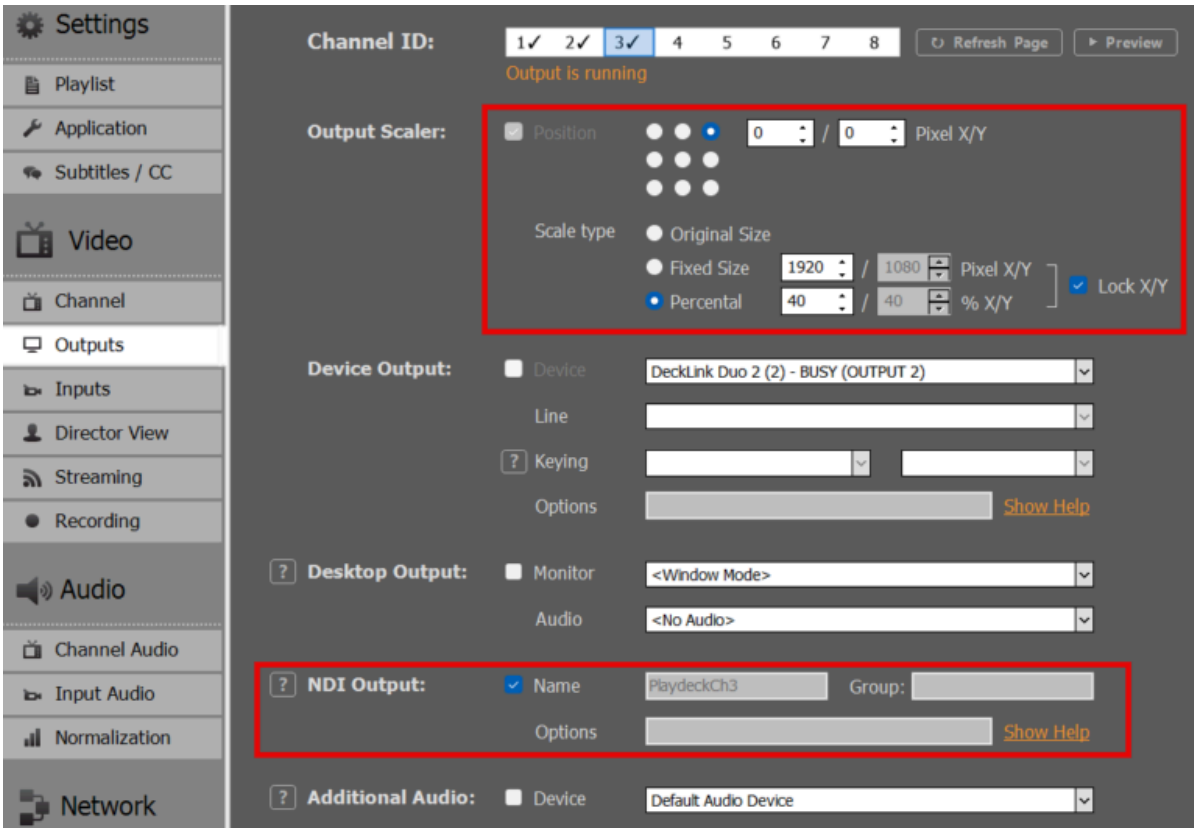 Settings
Playlist
Application
Subtitles / CC
Video
Channel
Outputs
Inputs
Director View
Streaming
Recording
Audio
Channel Audio
Input Audio
Normalization
Network
Channel ID: 1✓ 2✓ 3✓ 4 5 6 7 8 Refresh Page Preview
Output is running
Output Scaler: Position 0 / 0 Pixel X/Y
Scale type Original Size
Fixed Size 1920 / 1080 Pixel X/Y
Lock X/Y
Percental 40 / 40 % X/Y
Device Output: Device DeckLink Duo 2 (2) - BUSY (OUTPUT 2)
Line
? Keying
Options Show Help
? Desktop Output: Monitor <Window Mode>
Audio <No Audio>
? NDI Output: Name PlaydeckCh3 Group:
Options Show Help
? Additional Audio: Device Default Audio Device